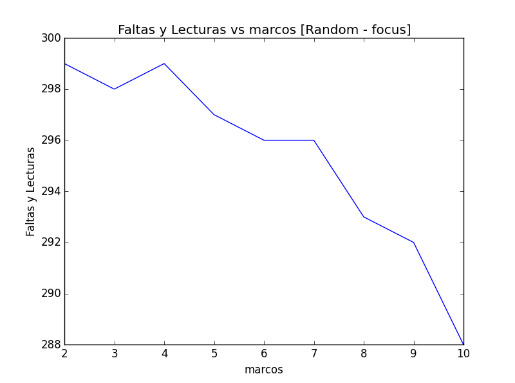 Faltas y Lecturas vs marcos [Random - focus]
300
298
296
294
292
290
288
Faltas y Lecturas
2 3 4 5 6 7 8 9 10
marcos